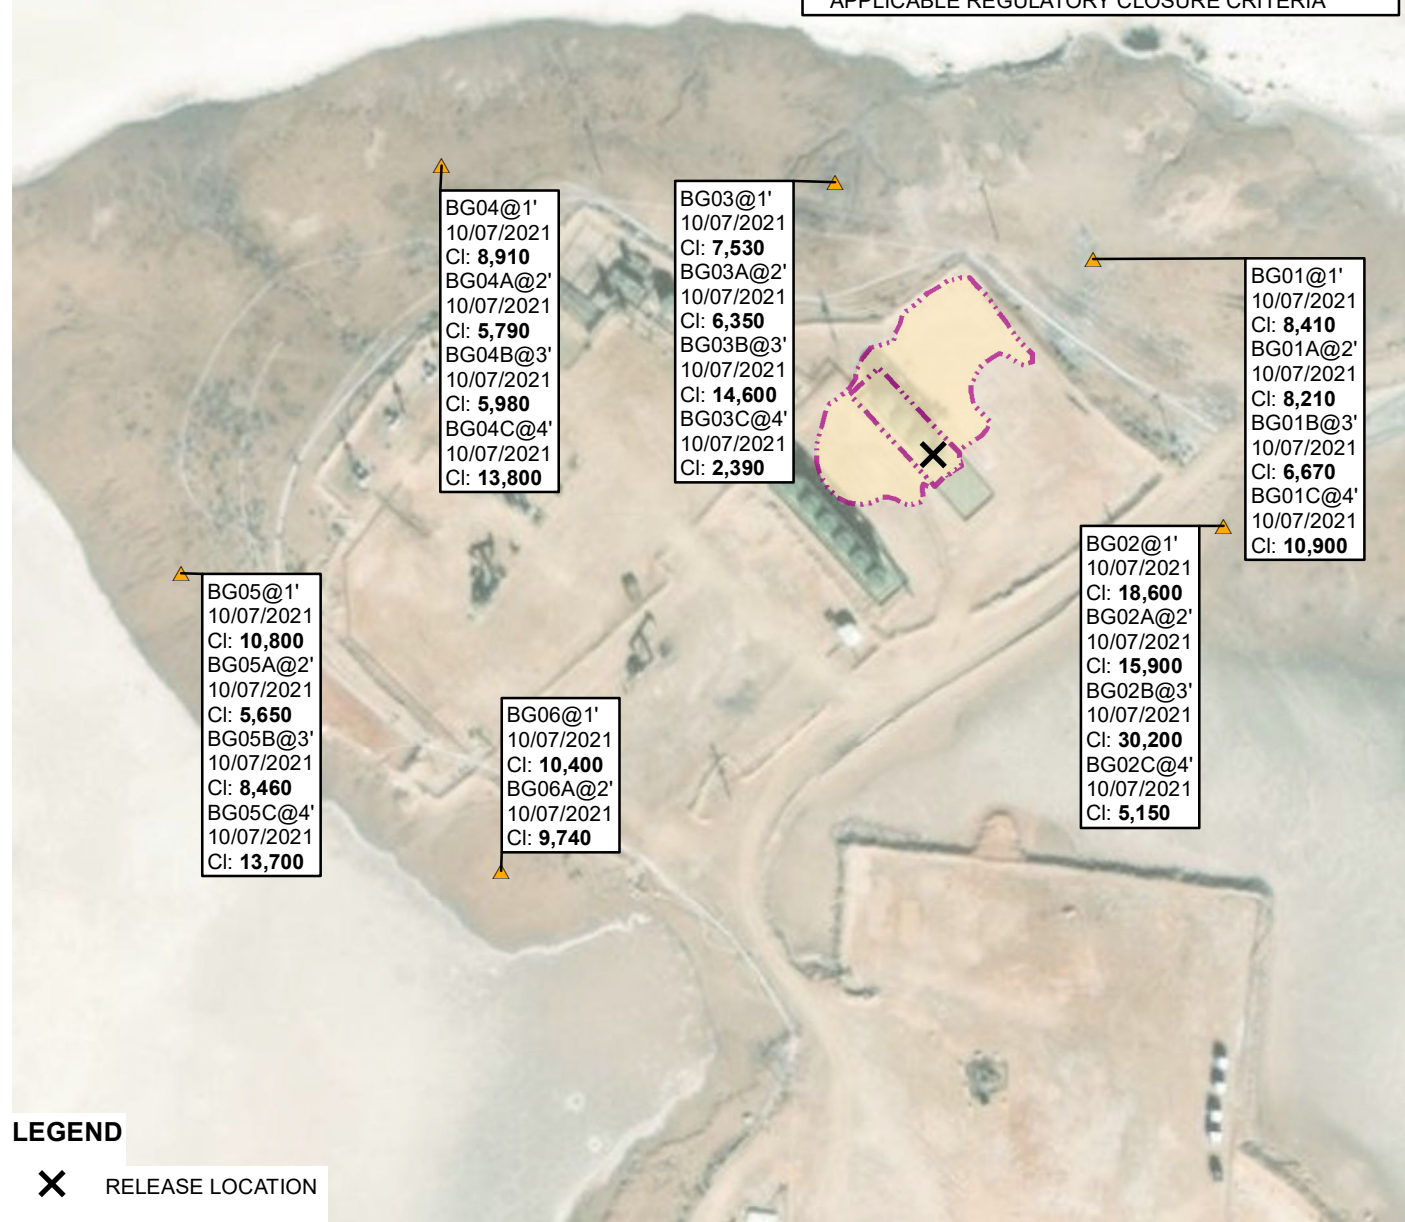 APPLICABLE REGULATORY CLOSURE CRITERIA
BG04@1'
10/07/2021
Cl: 8,910
BG04A@2'
10/07/2021
Cl: 5,790
BG04B@3'
10/07/2021
Cl: 5,980
BG04C@4'
10/07/2021
Cl: 13,800
BG03@1'
10/07/2021
Cl: 7,530
BG03A@2'
10/07/2021
Cl: 6,350
BG03B@3'
10/07/2021
Cl: 14,600
BG03C@4'
10/07/2021
Cl: 2,390
BG01@1'
10/07/2021
Cl: 8,410
BG01A@2'
10/07/2021
Cl: 8,210
BG01B@3'
10/07/2021
Cl: 6,670
BG01C@4'
10/07/2021
Cl: 10,900
BG02@1'
10/07/2021
Cl: 18,600
BG02A@2'
10/07/2021
Cl: 15,900
BG02B@3'
10/07/2021
Cl: 30,200
BG02C@4'
10/07/2021
Cl: 5,150
BG05@1'
10/07/2021
Cl: 10,800
BG05A@2'
10/07/2021
Cl: 5,650
BG05B@3'
10/07/2021
Cl: 8,460
BG05C@4'
10/07/2021
Cl: 13,700
BG06@1'
10/07/2021
Cl: 10,400
BG06A@2'
10/07/2021
Cl: 9,740
LEGEND
RELEASE LOCATION